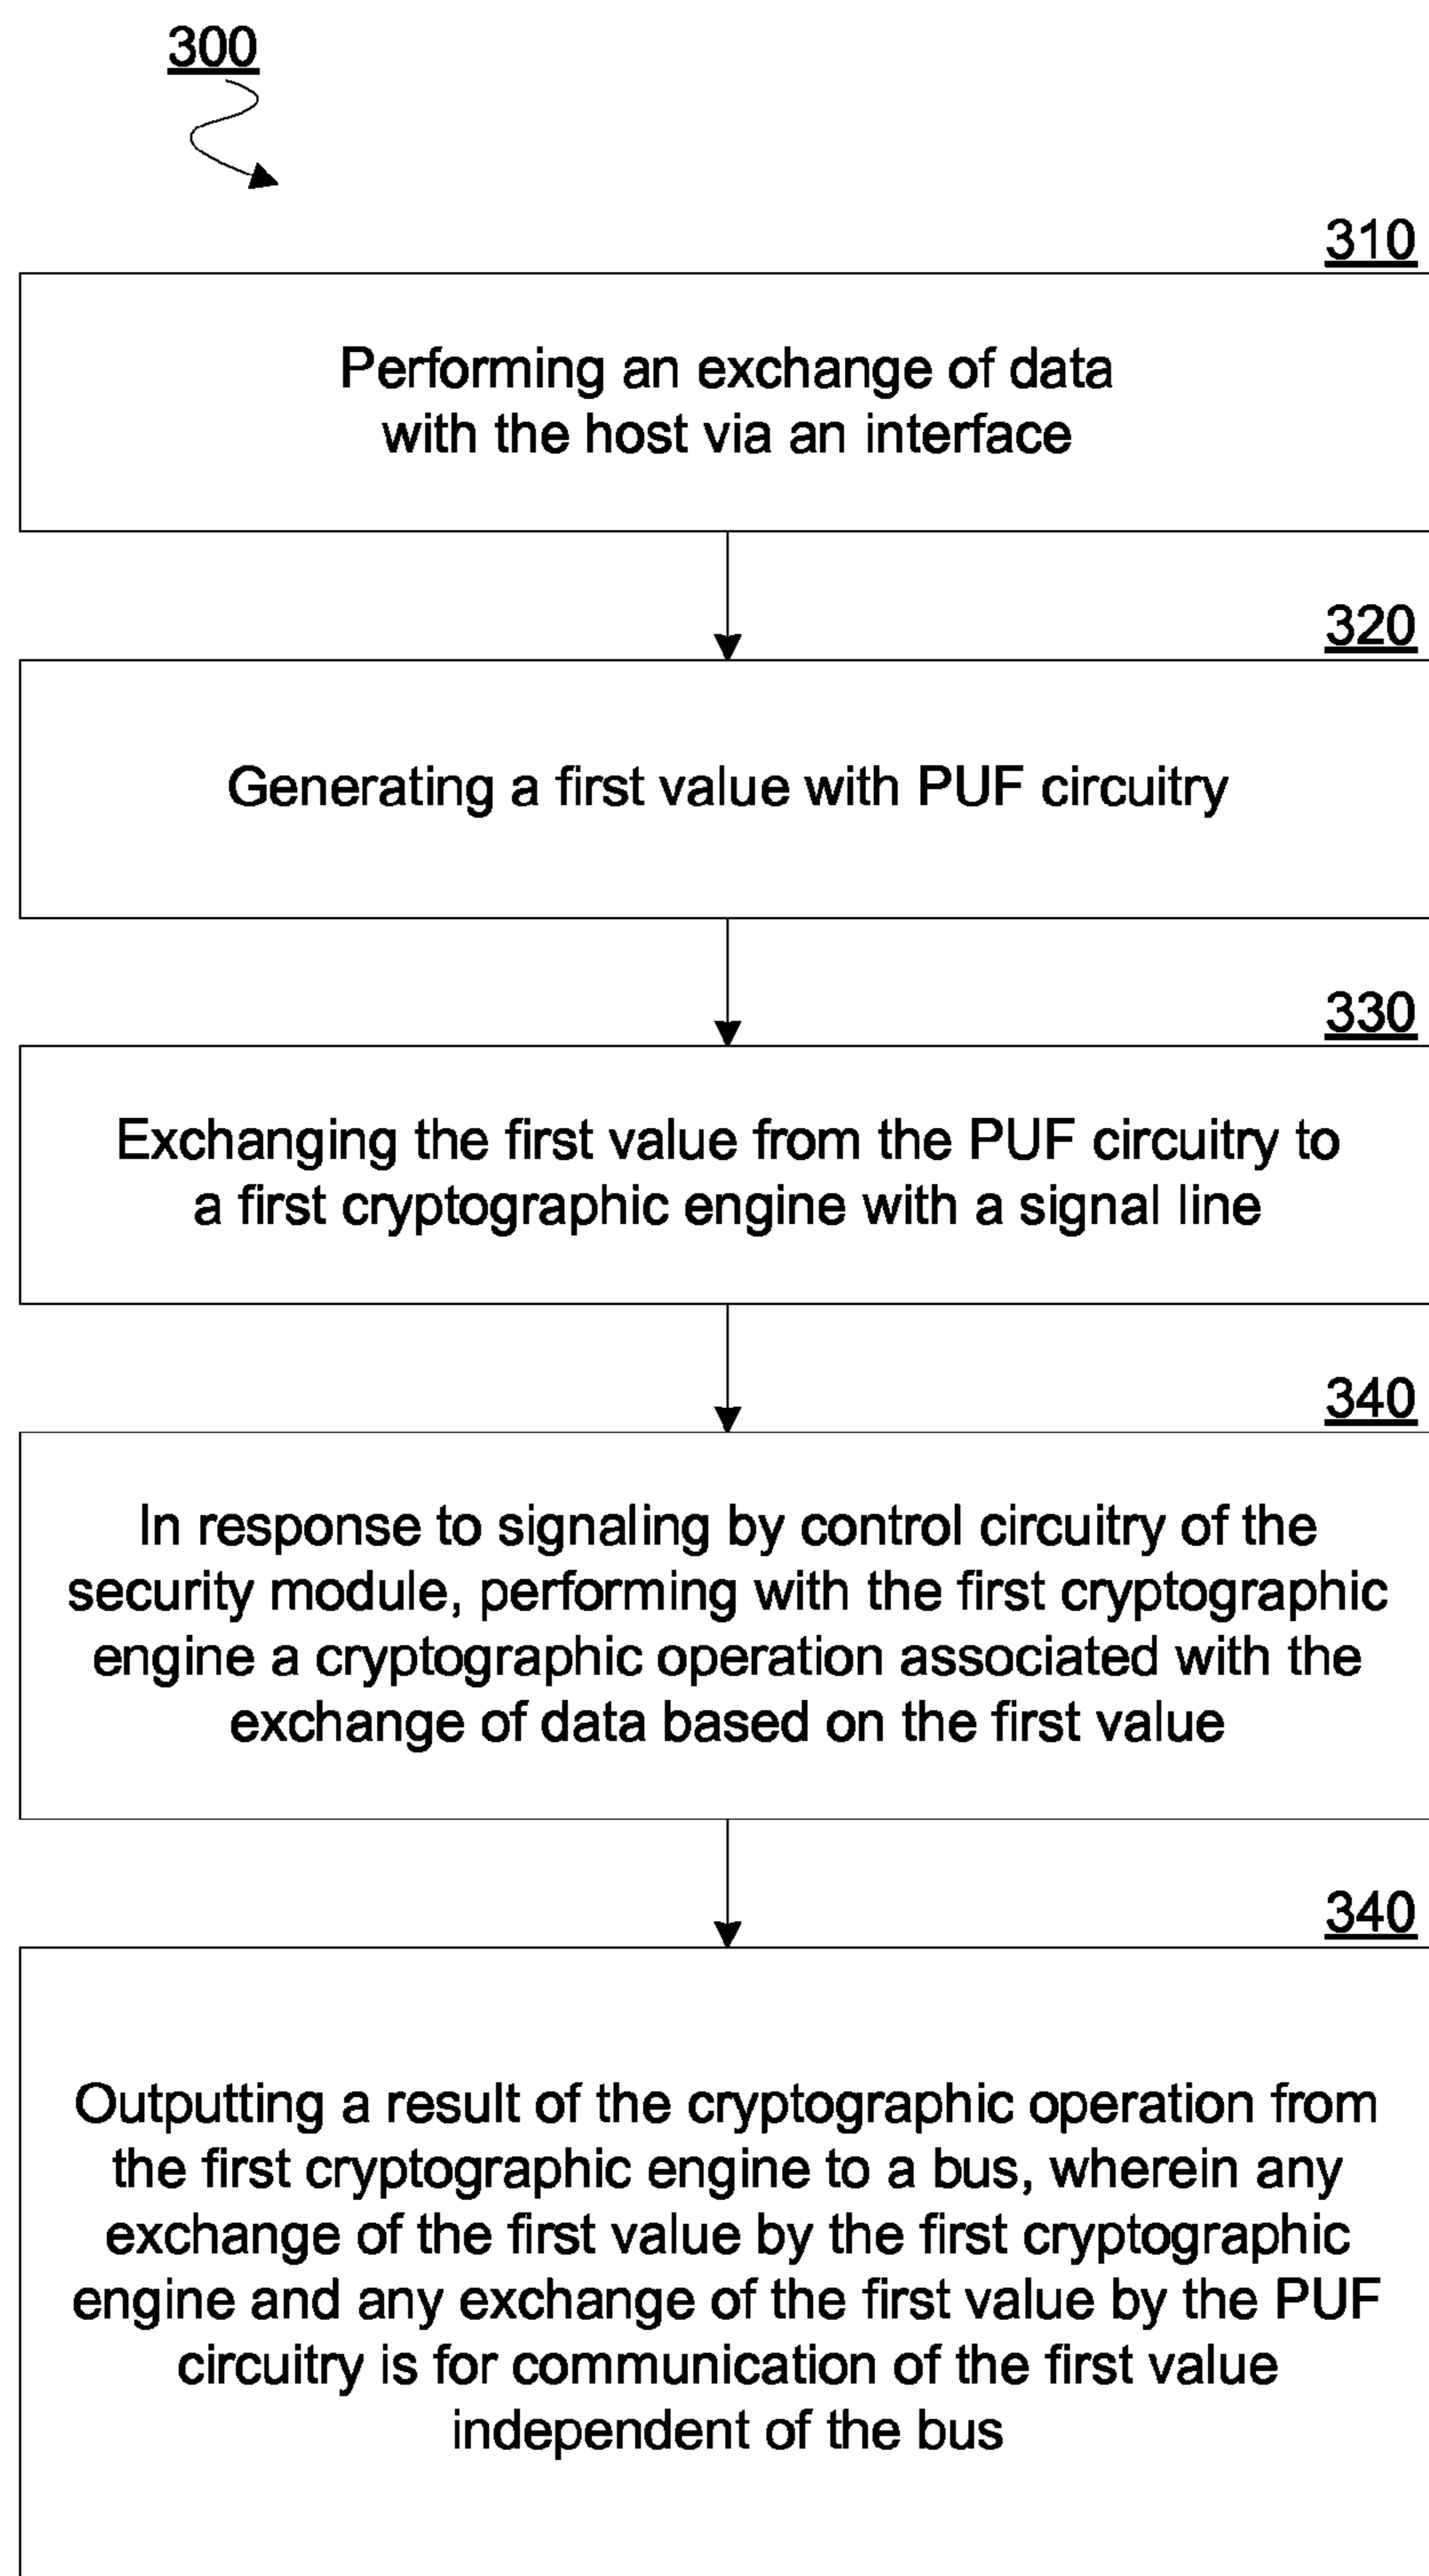 300
310
Performing an exchange of data
with the host via an interface
320
Generating a first value with PUF circuitry
330
Exchanging the first value from the PUF circuitry to
a first cryptographic engine with a signal line
340
In response to signaling by control circuitry of the
security module, performing with the first cryptographic
engine a cryptographic operation associated with the
exchange of data based on the first value
340
Outputting a result of the cryptographic operation from
the first cryptographic engine to a bus, wherein any
exchange of the first value by the first cryptographic
engine and any exchange of the first value by the PUF
circuitry is for communication of the first value
independent of the bus